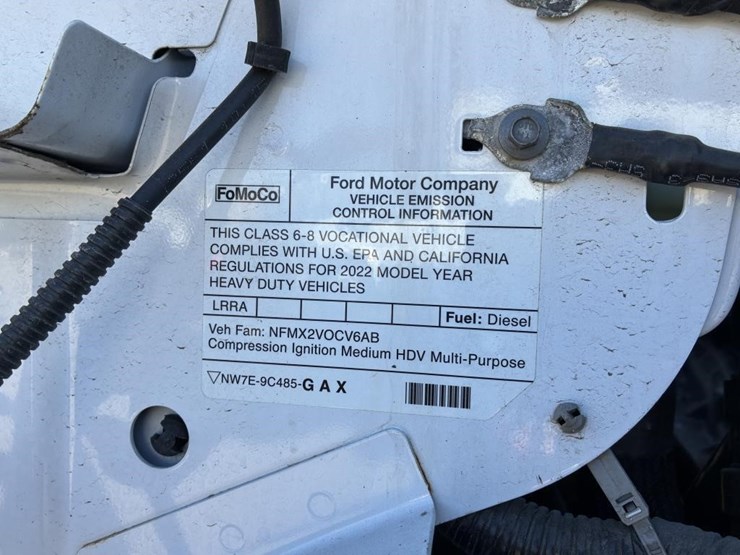 FoMoCo
Ford Motor Company
VEHICLE EMISSION
CONTROL INFORMATION
THIS CLASS 6-8 VOCATIONAL VEHICLE
COMPLIES WITH U.S. EPA AND CALIFORNIA
REGULATIONS FOR 2022 MODEL YEAR
HEAVY DUTY VEHICLES
LRRA
Fuel: Diesel
Veh Fam: NFMX2VOCV6AB
Compression Ignition Medium HDV Multi-Purpose
▽NW7E-9C485-G A X